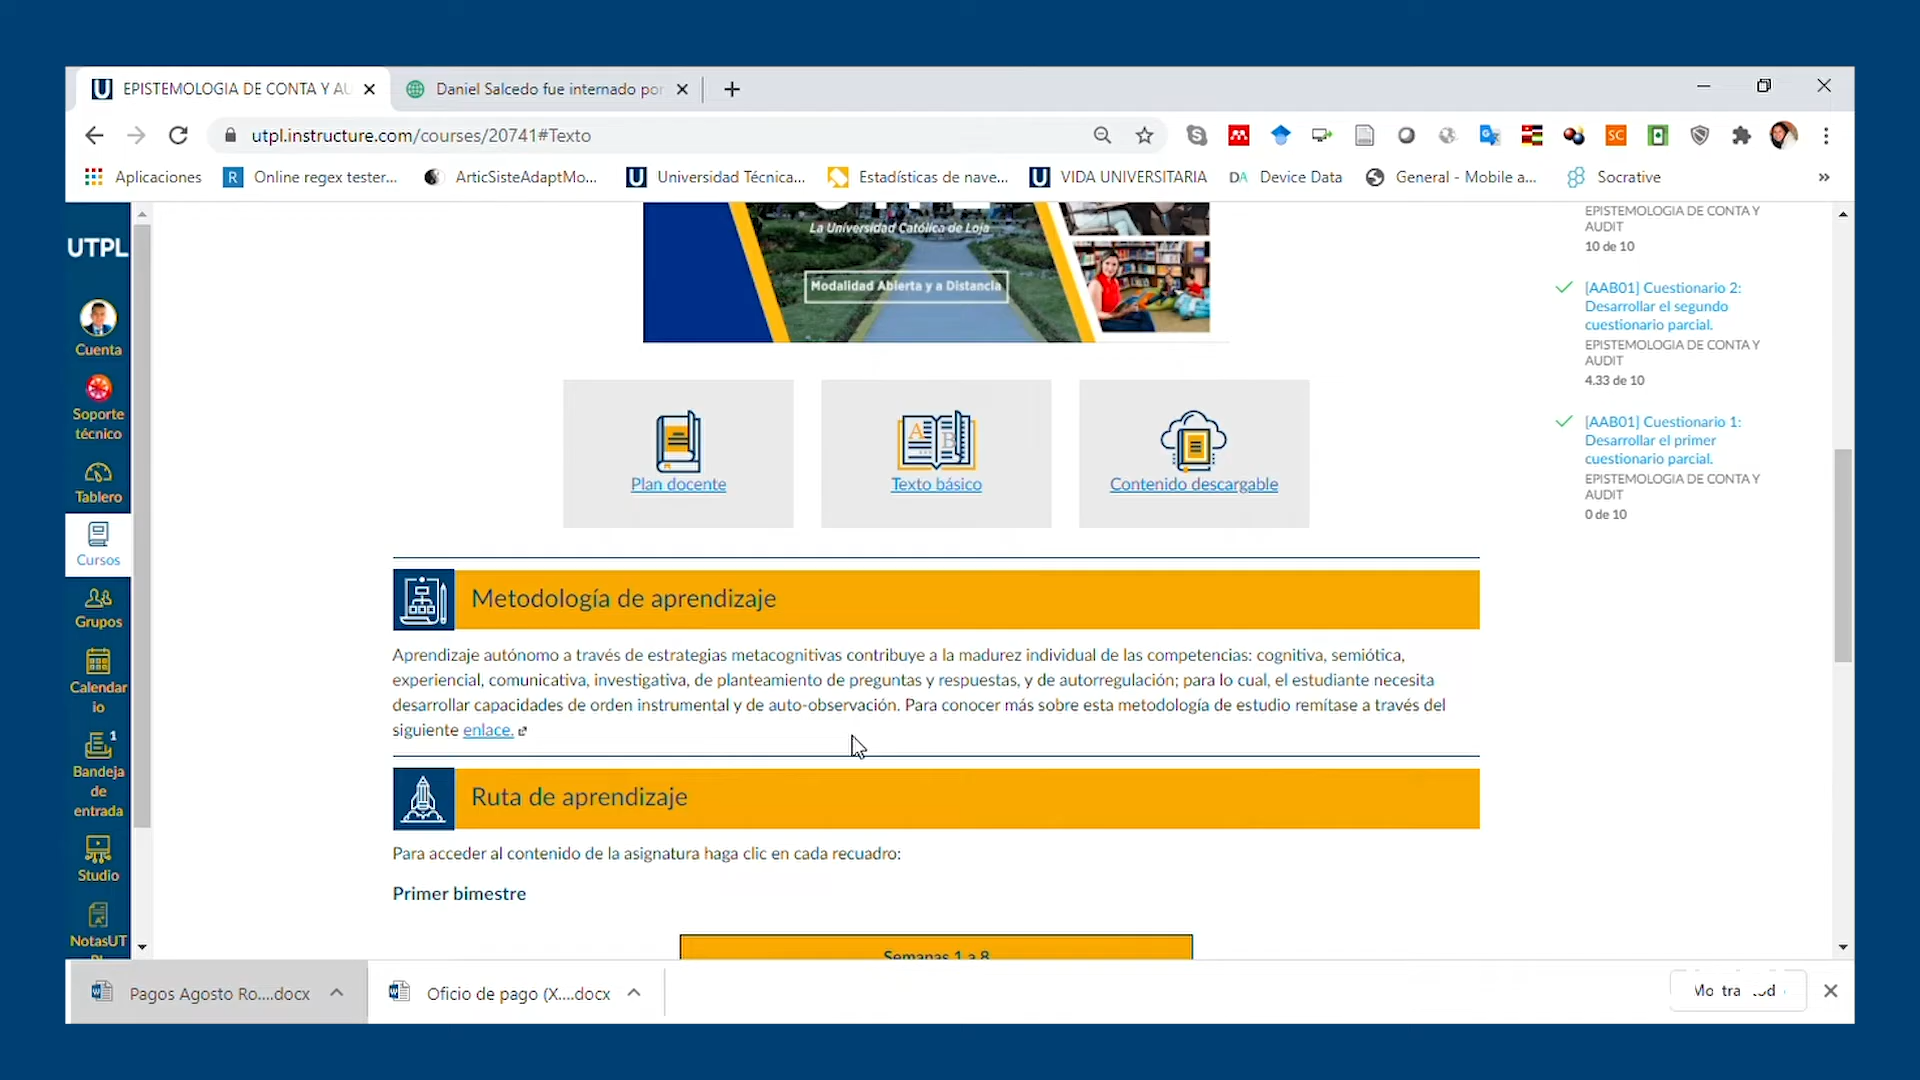 EPISTEMOLOGIA DE CONTA Y AU
Daniel Salcedo fue internado por
utpl.instructure.com/courses/20741#Texto
Aplicaciones
Online regex tester...
ArticSisteAdaptMo...
Universidad Técnica...
Estadísticas de nave...
VIDA UNIVERSITARIA
DA Device Data
General - Mobile a...
Socrative
»
UTPL
Cuenta
Soporte
técnico
Tablero
Cursos
Grupos
Calendar
io
1
Bandeja
de
entrada
Studio
NotasUT
La Universidad Católica de Loja
Modalidad Abierta y a Distancia
Plan docente
Texto básico
Contenido descargable
Metodología de aprendizaje
Aprendizaje autónomo a través de estrategias metacognitivas contribuye a la madurez individual de las competencias: cognitiva, semiótica,
experiencial, comunicativa, investigativa, de planteamiento de preguntas y respuestas, y de autorregulación; para lo cual, el estudiante necesita
desarrollar capacidades de orden instrumental y de auto-observación. Para conocer más sobre esta metodología de estudio remítase a través del
siguiente enlace.
Ruta de aprendizaje
Para acceder al contenido de la asignatura haga clic en cada recuadro:
Primer bimestre
Semanas 1 a 8
EPISTEMOLOGIA DE CONTA Y
AUDIT
10 de 10
[AAB01] Cuestionario 2:
Desarrollar el segundo
cuestionario parcial.
EPISTEMOLOGIA DE CONTA Y
AUDIT
4.33 de 10
[AAB01] Cuestionario 1:
Desarrollar el primer
cuestionario parcial.
EPISTEMOLOGIA DE CONTA Y
AUDIT
0 de 10
Pagos Agosto Ro....docx
Oficio de pago (X....docx